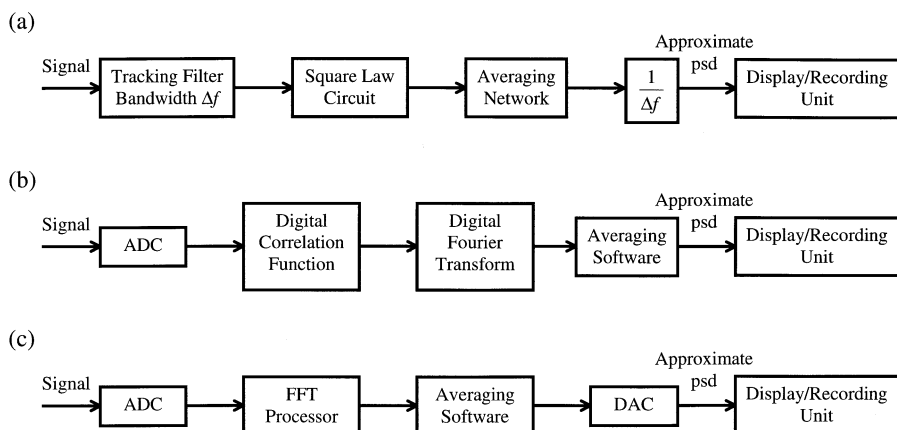 (a)
Signal
Tracking Filter
Bandwidth Δf
Square Law
Circuit
Averaging
Network
1
Δf
Approximate
psd
Display/Recording
Unit
(b)
Signal
ADC
Digital
Correlation
Function
Digital
Fourier
Transform
Averaging
Software
Approximate
psd
Display/Recording
Unit
(c)
Signal
ADC
FFT
Processor
Averaging
Software
DAC
Approximate
psd
Display/Recording
Unit